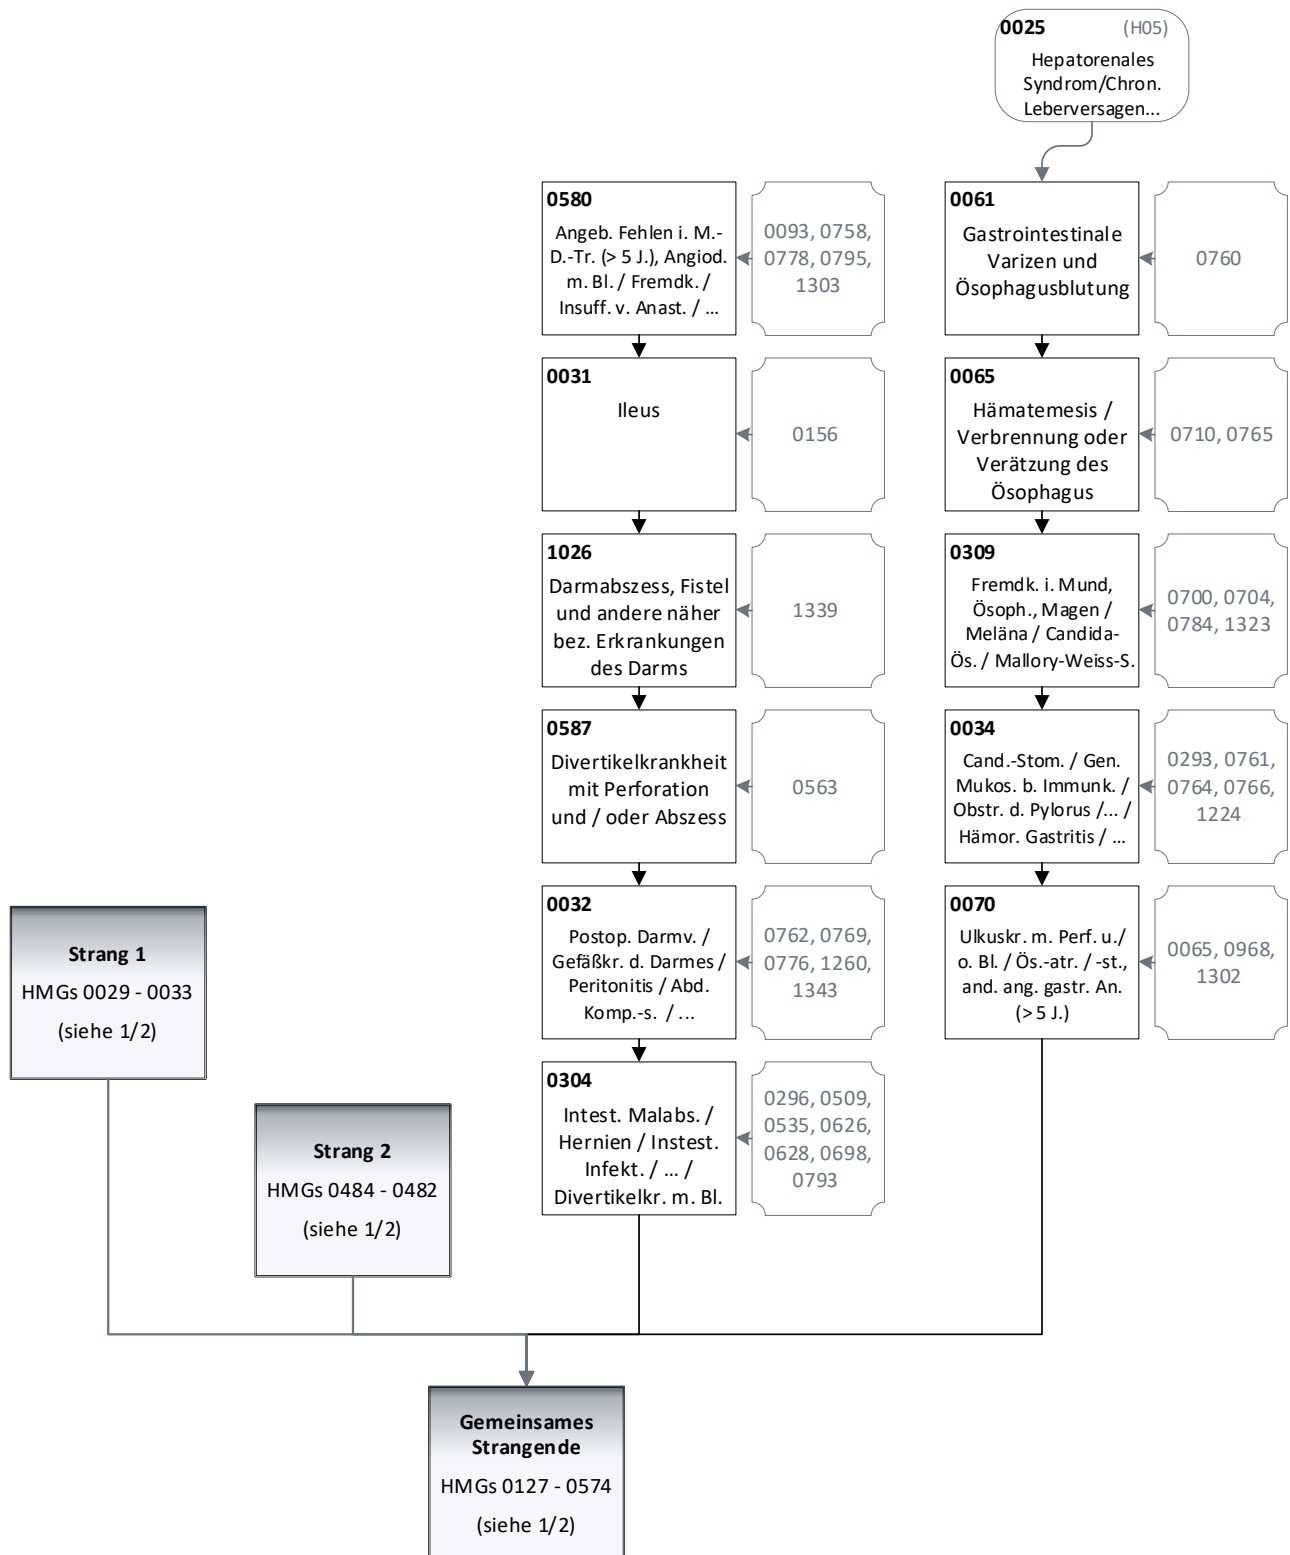 0025 (H05)
Hepatorenales
Syndrom/Chron.
Leberversagen...
0580
Angeb. Fehlen i. M.-
D.-Tr. (> 5 J.), Angiod.
m. Bl. / Fremdk. /
Insuff. v. Anast. / ...
0093, 0758,
0778, 0795,
1303
0061
Gastrointestinale
Varizen und
Ösophagusblutung
0760
0031
Ileus
0156
0065
Hämatemesis /
Verbrennung oder
Verätzung des
Ösophagus
0710, 0765
1026
Darmabszess, Fistel
und andere näher
bez. Erkrankungen
des Darms
1339
0309
Fremdk. i. Mund,
Ösoph., Magen /
Meläna / Candida-
Ös. / Mallory-Weiss-S.
0700, 0704,
0784, 1323
0587
Divertikelkrankheit
mit Perforation
und / oder Abszess
0563
0034
Cand.-Stom. / Gen.
Mukos. b. Immunk. /
Obstr. d. Pylorus /... /
Hämor. Gastritis / ...
0293, 0761,
0764, 0766,
1224
0032
Postop. Darmv. /
Gefäßkr. d. Darmes /
Peritonitis / Abd.
Komp.-s. / ...
0762, 0769,
0776, 1260,
1343
0070
Ulkuskr. m. Perf. u./
o. Bl. / Ös.-atr. / -st.,
and. ang. gastr. An.
(> 5 J.)
0065, 0968,
1302
Strang 1
HMGs 0029 - 0033
(siehe 1/2)
0304
Intest. Malabs. /
Hernien / Instest.
Infekt. / ... /
Divertikelkr. m. Bl.
0296, 0509,
0535, 0626,
0628, 0698,
0793
Strang 2
HMGs 0484 - 0482
(siehe 1/2)
Gemeinsames
Strangende
HMGs 0127 - 0574
(siehe 1/2)